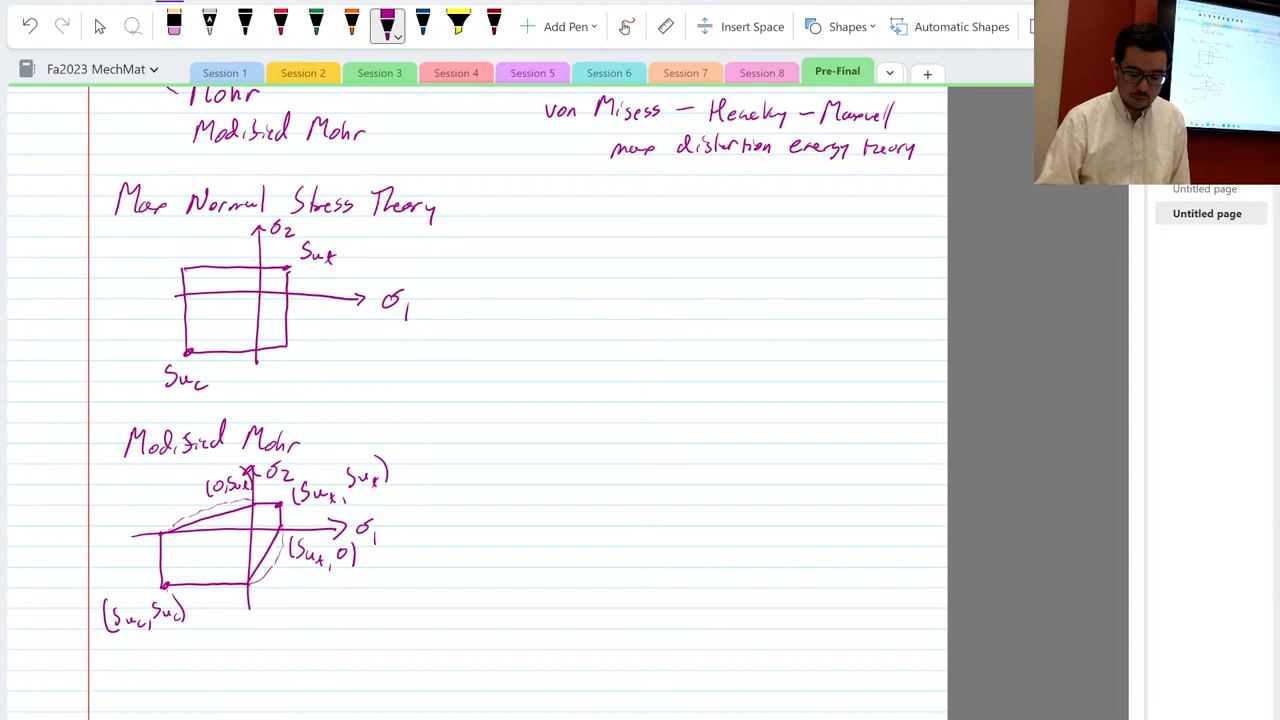 Add Pen
Insert Space
Shapes
Automatic Shapes
Fa2023 MechMat
Session 1
Session 2
Session 3
Session 4
Session 5
Session 6
Session 7
Session 8
Pre-Final
Untitled page
Untitled page
Mohr
Modified Mohr
von Misess - Hencky - Maxwell
max distortion energy theory
Max Normal Stress Theory
σ2
Sut
σ1
Suc
Modified Mohr
σ2
(0,Sut)
(Sut, Sut)
σ1
(Sut, 0)
(Suc, Suc)